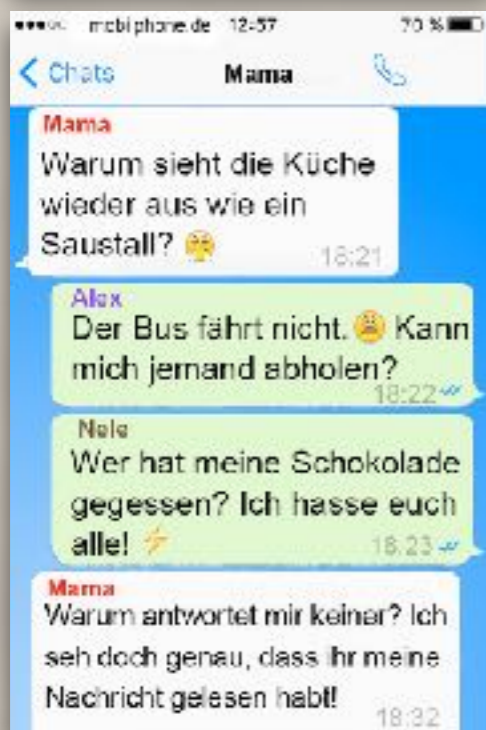 mobiphone.de 12:57 70 %
Chats Mama
Mama
Warum sieht die Küche
wieder aus wie ein
Saustall?
18:21
Alex
Der Bus fährt nicht. Kann
mich jemand abholen?
18:22
Nele
Wer hat meine Schokolade
gegessen? Ich hasse euch
alle!
18:23
Mama
Warum antwortet mir keiner? Ich
seh doch genau, dass ihr meine
Nachricht gelesen habt!
18:32